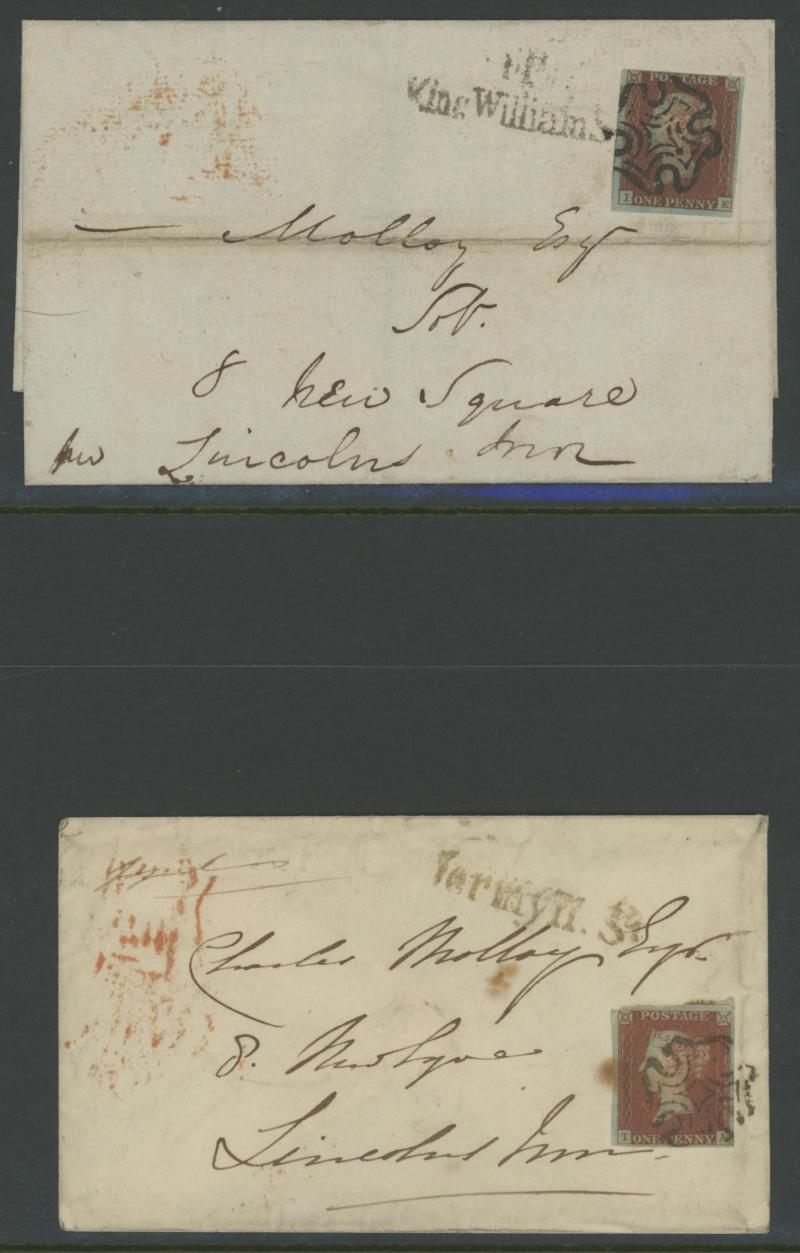 P.P.
King William S
POSTAGE
I ONE PENNY E
Molloy Esq
Sol.
8 New Square
Lincolns Inn
Jermyn. St
Charles Molloy Esqr.
POSTAGE
8. New Sqre
ONE PENNY A
Lincolns Inn.